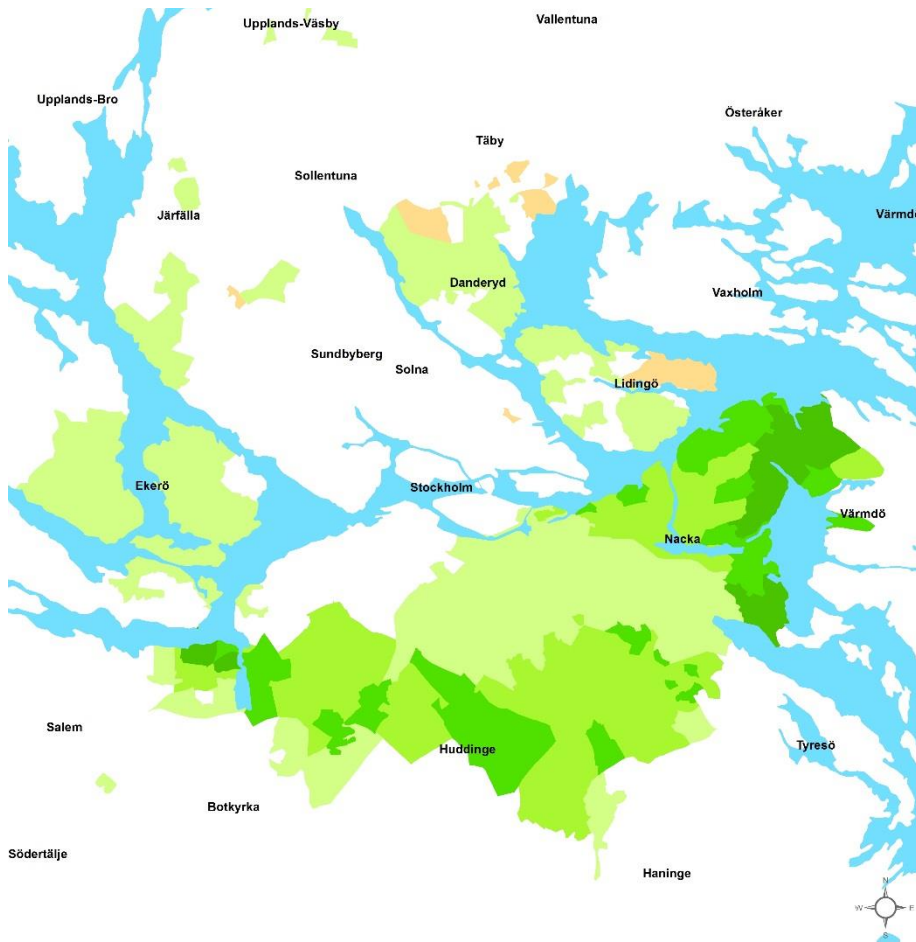 Vallentuna
Upplands-Väsby
Upplands-Bro
Österåker
Täby
Sollentuna
Järfälla
Värmdö
Danderyd
Vaxholm
Sundbyberg
Solna
Lidingö
Ekerö
Stockholm
Värmdö
Nacka
Salem
Huddinge
Tyresö
Botkyrka
Södertälje
Haninge
N
W E
S